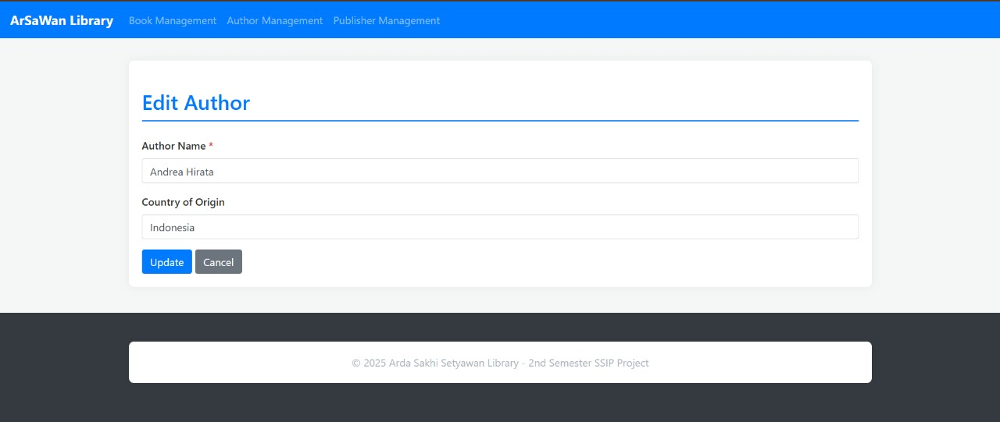 ArSaWan Library Book Management Author Management Publisher Management
Edit Author
Author Name *
Andrea Hirata
Country of Origin
Indonesia
Update Cancel
© 2025 Arda Sakhi Setyawan Library - 2nd Semester SSIP Project